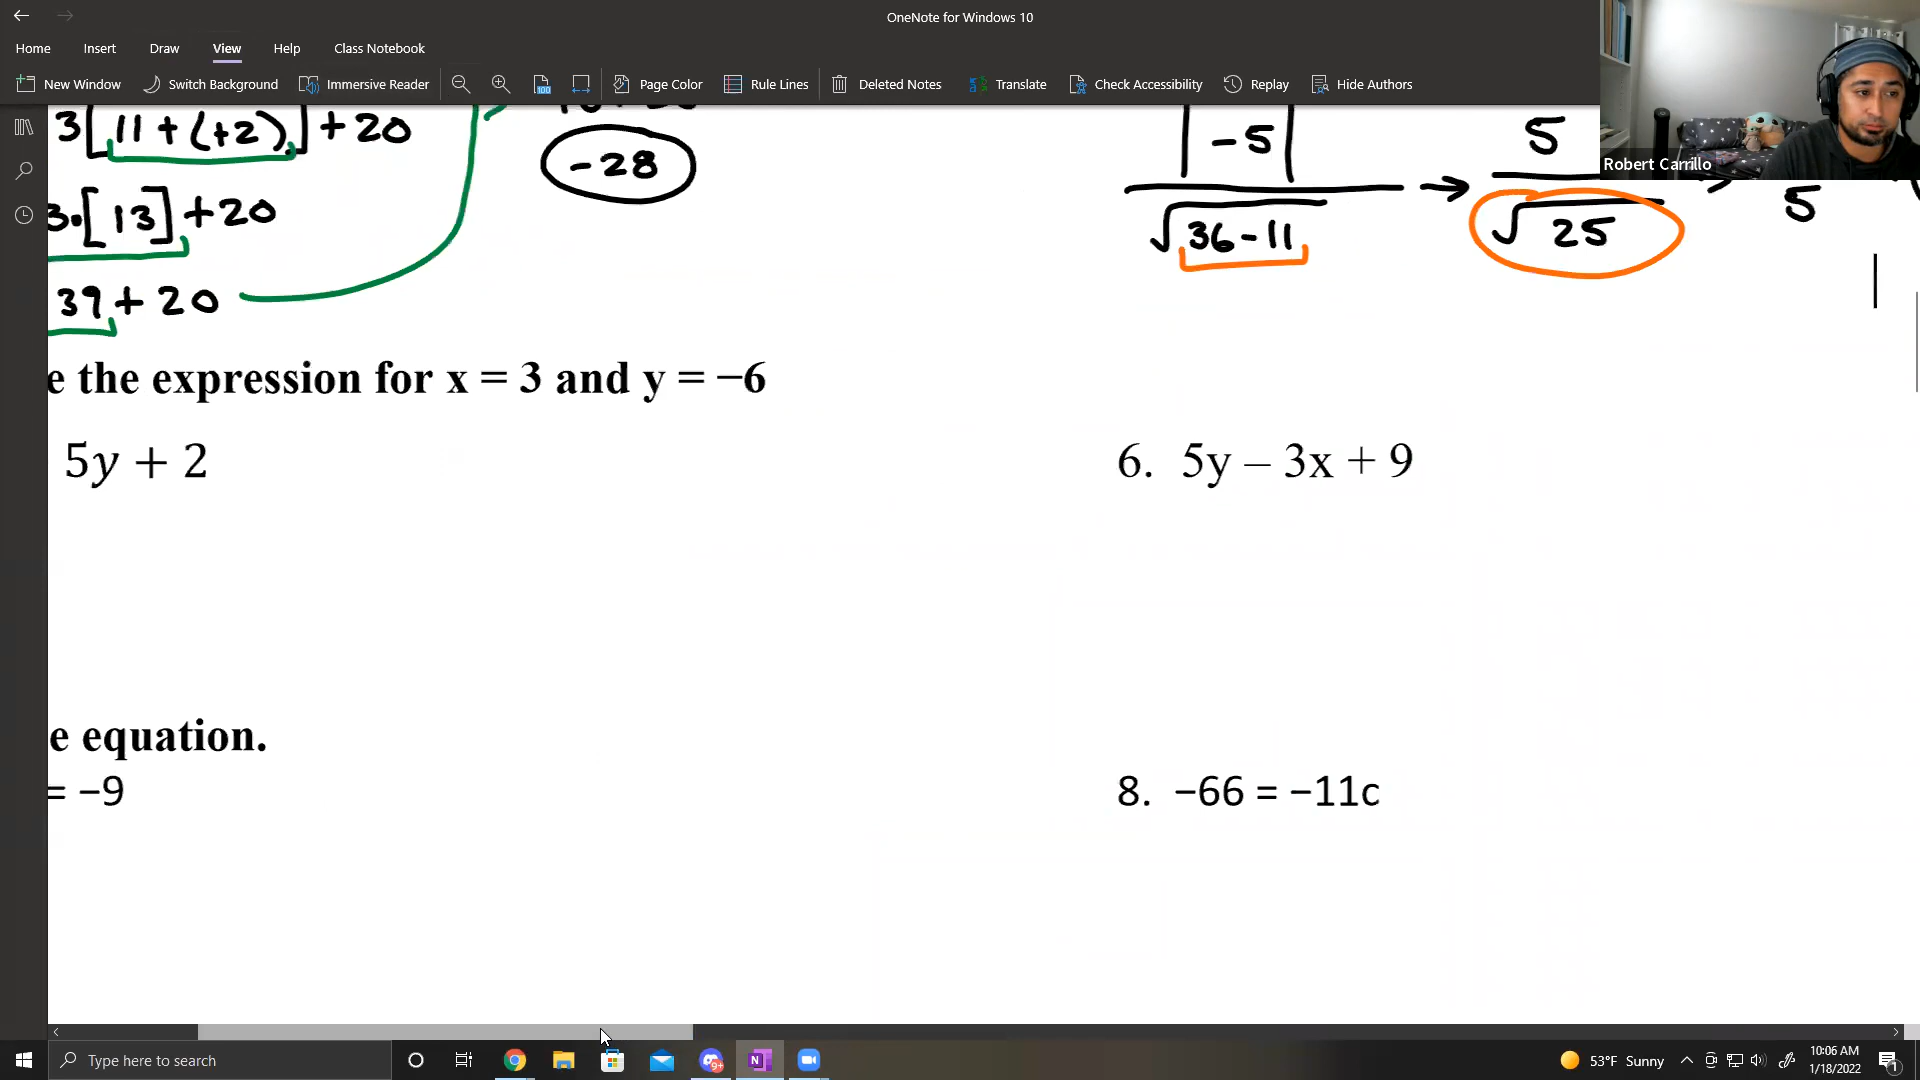 OneNote for Windows 10
Home Insert Draw View Help Class Notebook
New Window Switch Background Immersive Reader Page Color Rule Lines Deleted Notes Translate Check Accessibility Replay Hide Authors
Robert Carrillo
3[11 + (+2)] + 20
-28
3·[13] + 20
39 + 20
|-5|
√36-11
→
5
√25
5
e the expression for x = 3 and y = −6
5y + 2
6. 5y – 3x + 9
e equation.
= −9
8. −66 = −11c
Type here to search
9+
53°F Sunny
10:06 AM
1/18/2022
1